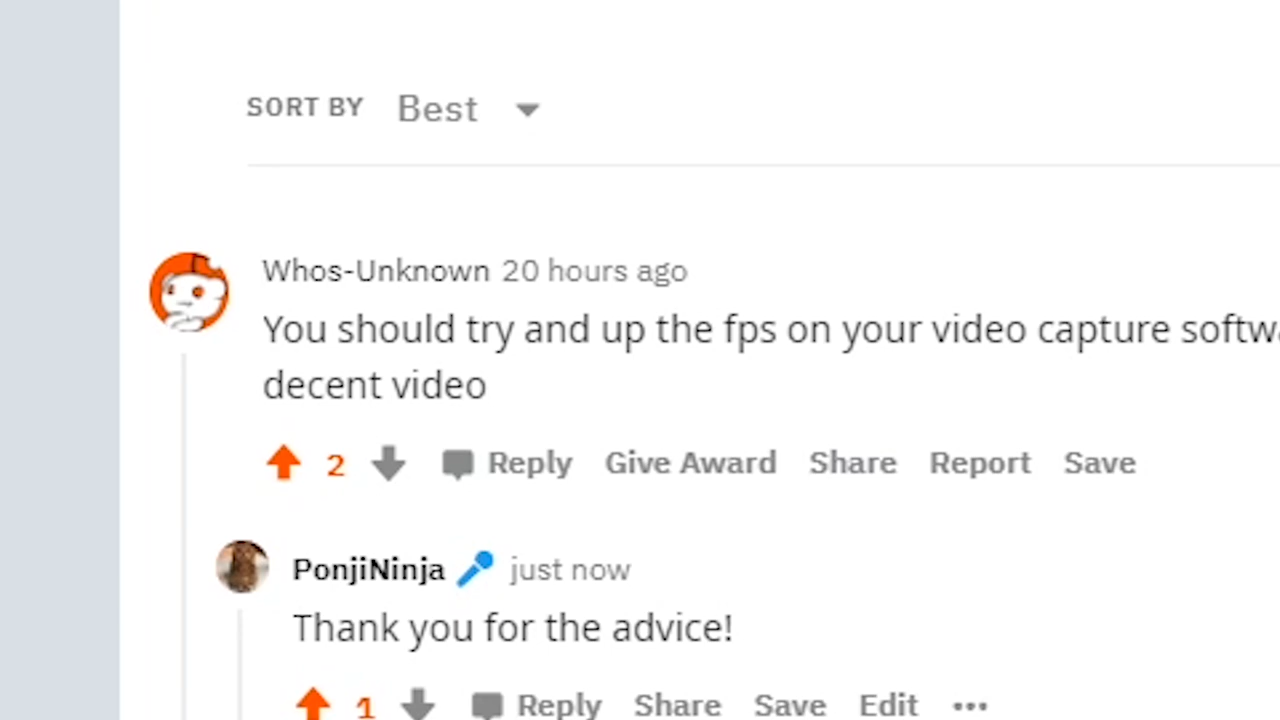 SORT BY Best
Whos-Unknown 20 hours ago
You should try and up the fps on your video capture
decent video
2 Reply Give Award Share Report Save
PonjiNinja just now
Thank you for the advice!
1 Reply Share Save Edit